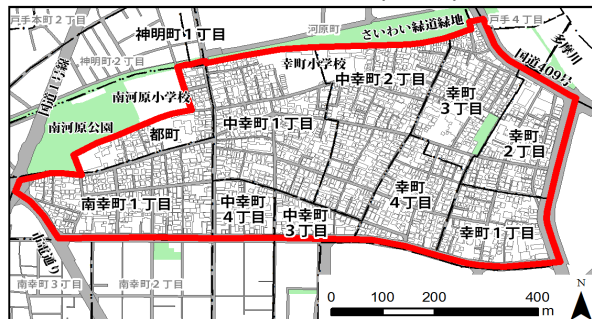 戸手本町2丁目
神明町1丁目
河原町
さいわい緑道緑地
戸手4丁目
多摩川
神明町2丁目
国道1号線
幸町小学校
国道409号
南河原小学校
中幸町2丁目
幸町
3丁目
南河原公園
都町
中幸町1丁目
幸町
2丁目
南幸町1丁目
中幸町
4丁目
中幸町
3丁目
幸町
4丁目
幸町1丁目
市電通り
南幸町3丁目
南幸町2丁目
0 100 200 400
m
N